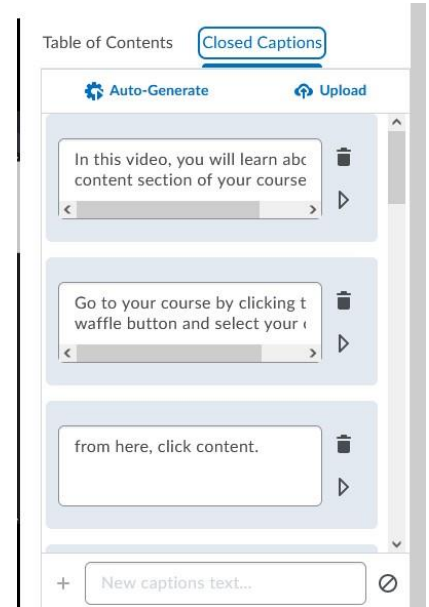 Table of Contents Closed Captions
Auto-Generate Upload
In this video, you will learn abc
content section of your course
Go to your course by clicking t
waffle button and select your
from here, click content.
New captions text...